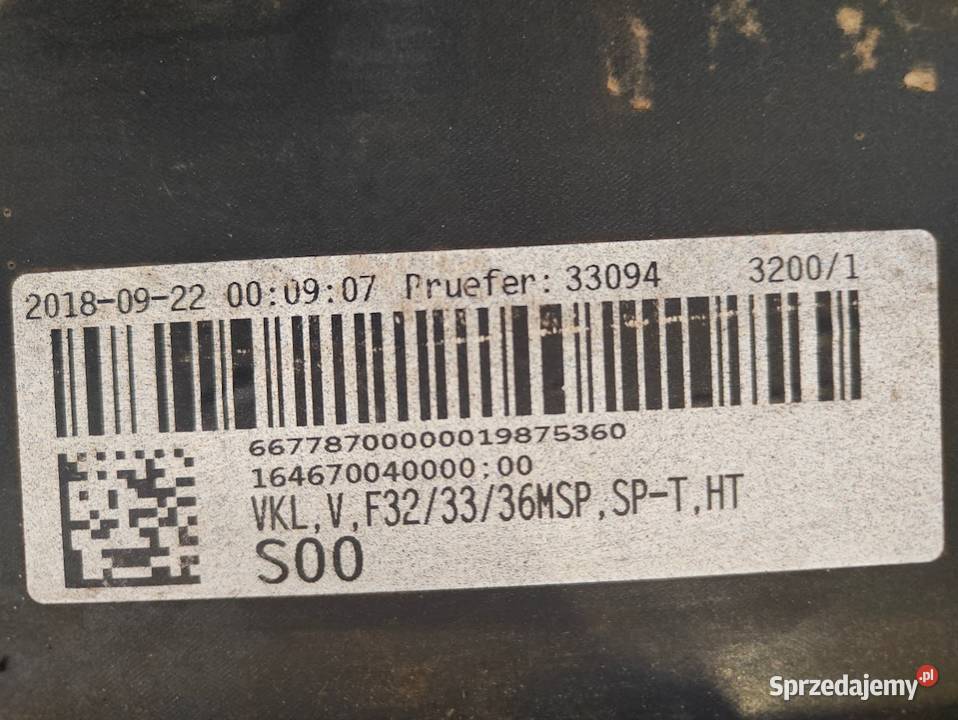 2018-09-22 00:09:07 Pruefer: 33094 3200/1
66778700000019875360
164670040000;00
VKL,V,F32/33/36MSP,SP-T,HT
S00
Sprzedajemy.pl